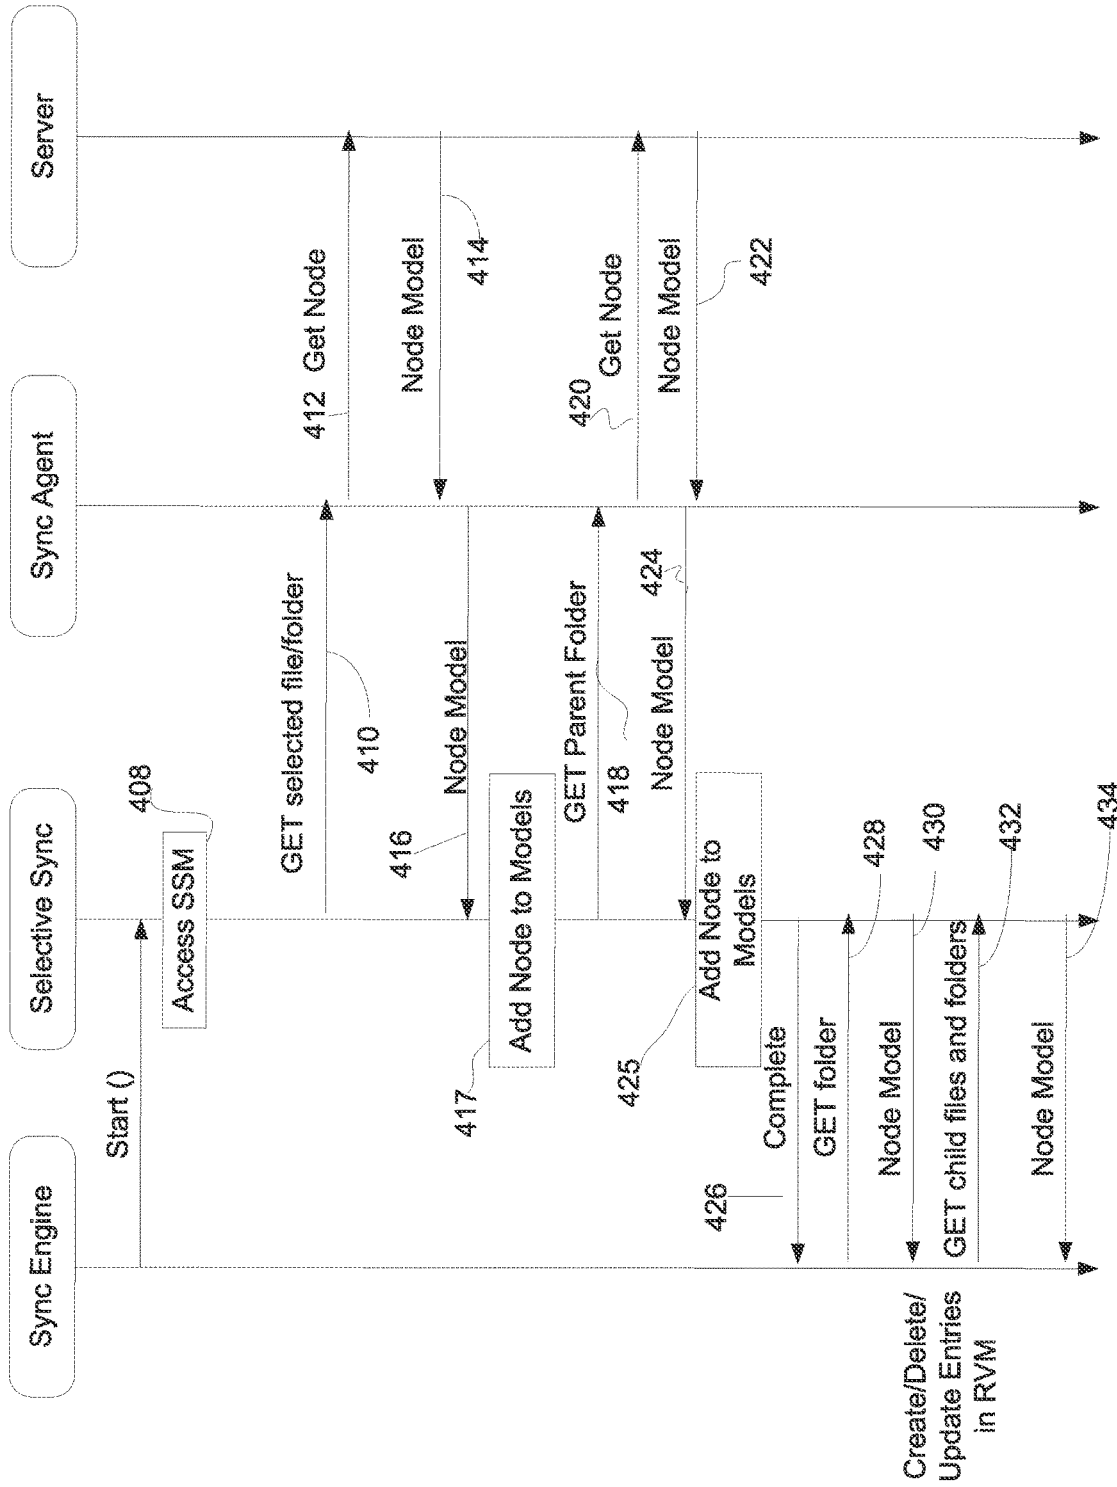 Sync Engine
Selective Sync
Sync Agent
Server
Start ()
408
Access SSM
GET selected file/folder
410
412 Get Node
Node Model
414
416
Node Model
417
Add Node to Models
GET Parent Folder
418
420
Get Node
Node Model
422
424
Node Model
425
Add Node to
Models
426
Complete
GET folder
428
Node Model
430
Create/Delete/
Update Entries
in RVM
GET child files and folders
432
Node Model
434